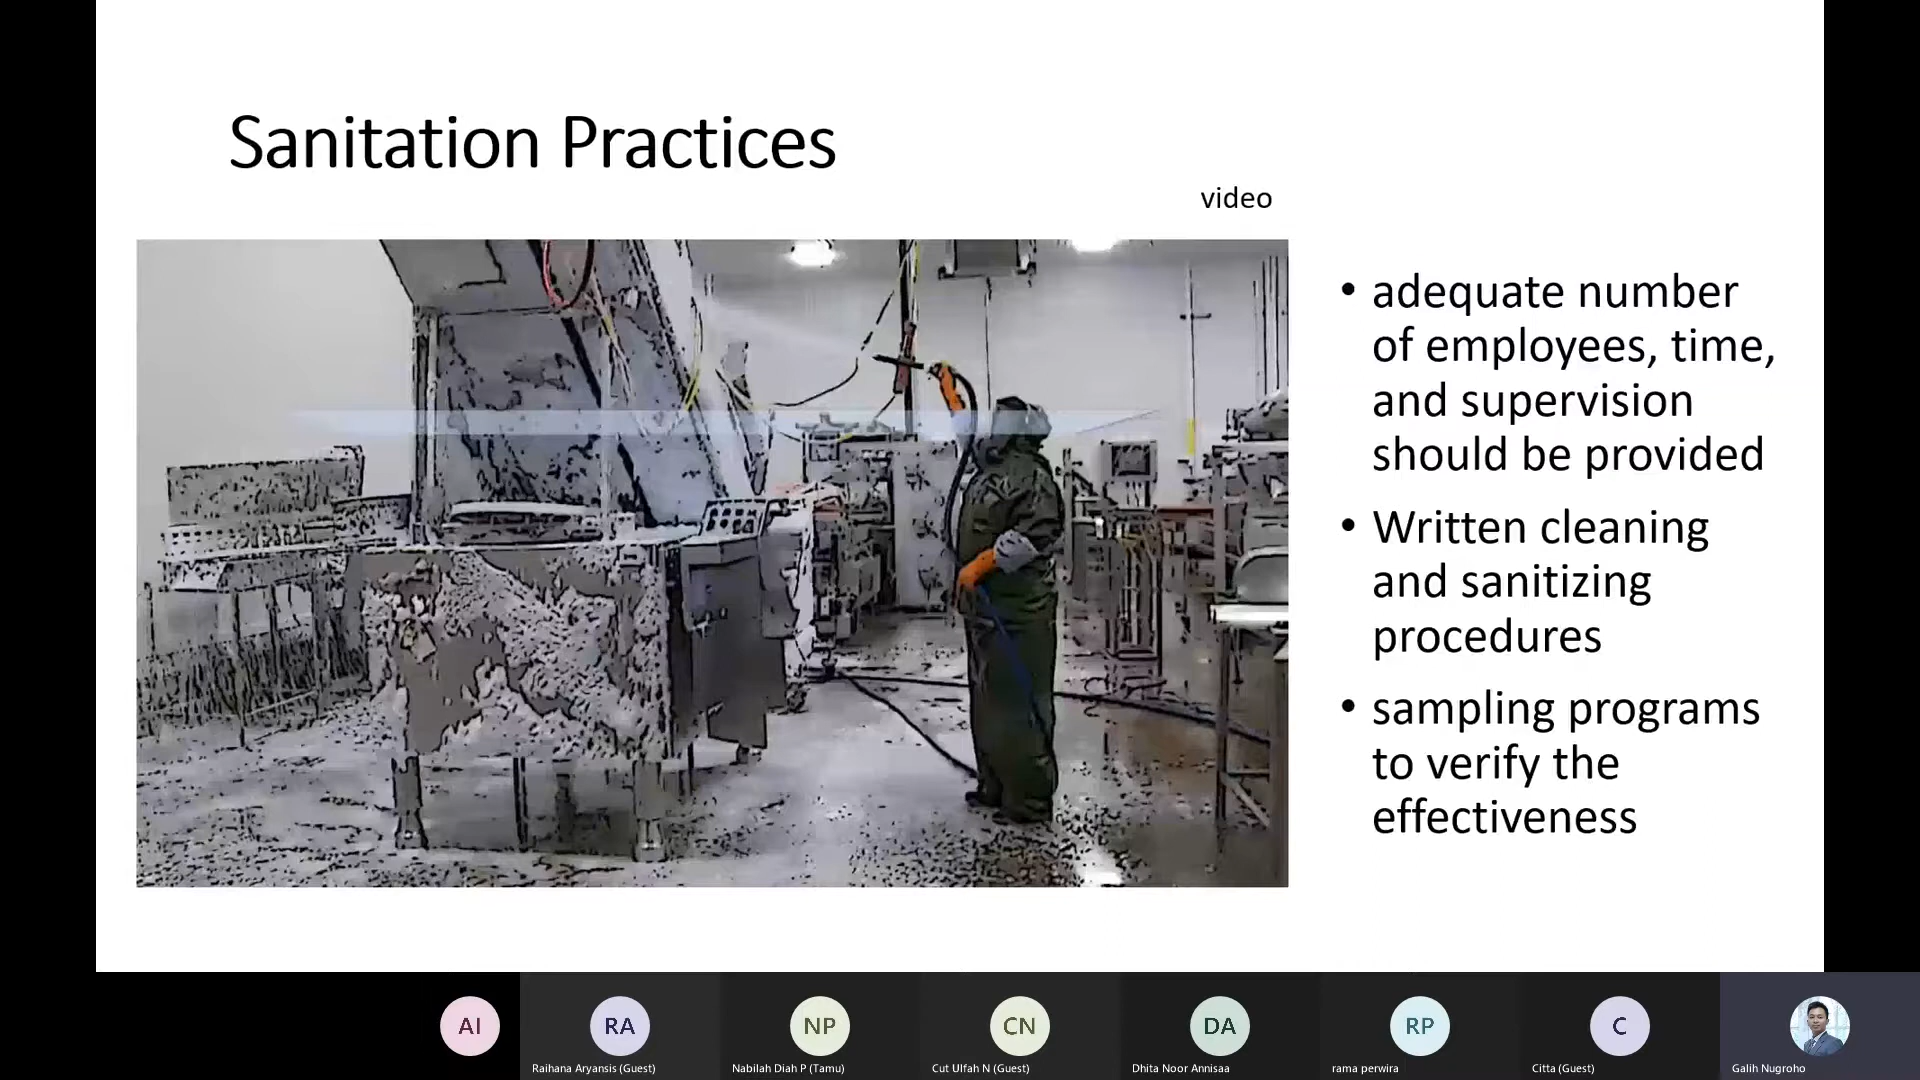 Sanitation Practices
video
• adequate number
of employees, time,
and supervision
should be provided
• Written cleaning
and sanitizing
procedures
• sampling programs
to verify the
effectiveness
AI
RA
NP
CN
DA
RP
C
Raihana Aryansis (Guest)
Nabilah Diah P (Tamu)
Cut Ulfah N (Guest)
Dhita Noor Annisaa
rama perwira
Citta (Guest)
Galih Nugroho